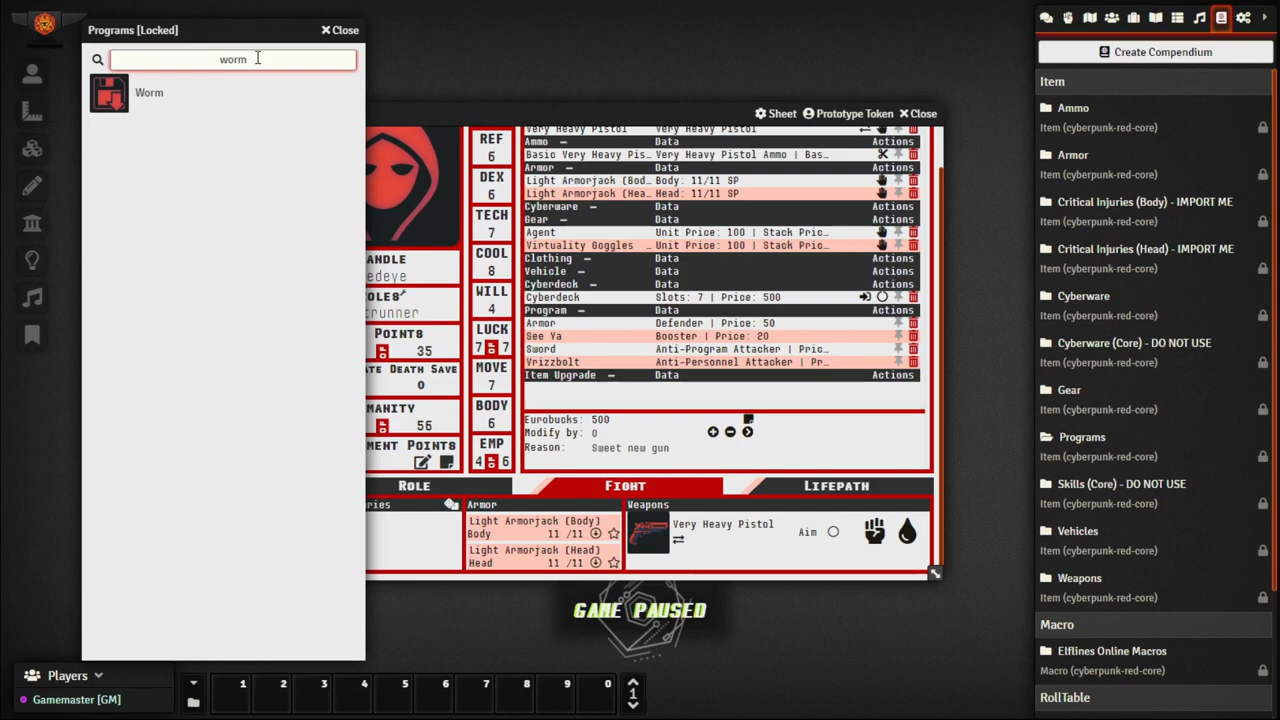 Programs [Locked]
Close
worm
Worm
Sheet
Prototype Token
Close
REF
6
DEX
6
TECH
7
COOL
8
WILL
4
LUCK
7 OF 7
MOVE
7
BODY
6
EMP
4 OF 6
ANDLE
edeye
OLES
trunner
POINTS
35
ATE DEATH SAVE
0
MANITY
56
MENT POINTS
Very Heavy Pistol Very Heavy Pistol
Ammo – Data Actions
Basic Very Heavy Pis… Very Heavy Pistol Ammo | Bas…
Armor – Data Actions
Light Armorjack (Bod… Body: 11/11 SP
Light Armorjack (Hea… Head: 11/11 SP
Cyberware – Data Actions
Gear – Data Actions
Agent Unit Price: 100 | Stack Pric…
Virtuality Goggles … Unit Price: 100 | Stack Pric…
Clothing – Data Actions
Vehicle – Data Actions
Cyberdeck – Data Actions
Cyberdeck Slots: 7 | Price: 500
Program – Data Actions
Armor Defender | Price: 50
See Ya Booster | Price: 20
Sword Anti-Program Attacker | Pric…
Vrizzbolt Anti-Personnel Attacker | Pr…
Item Upgrade – Data Actions
Eurobucks: 500
Modify by: 0
Reason: Sweet new gun
ROLE FIGHT LIFEPATH
ries Armor Weapons
Light Armorjack (Body)
Body 11 /11
Light Armorjack (Head)
Head 11 /11
Very Heavy Pistol
Aim
GAME PAUSED
Players
Gamemaster [GM]
1 2 3 4 5 6 7 8 9 0
1
Create Compendium
Item
Ammo
Item (cyberpunk-red-core)
Armor
Item (cyberpunk-red-core)
Critical Injuries (Body) - IMPORT ME
Item (cyberpunk-red-core)
Critical Injuries (Head) - IMPORT ME
Item (cyberpunk-red-core)
Cyberware
Item (cyberpunk-red-core)
Cyberware (Core) - DO NOT USE
Item (cyberpunk-red-core)
Gear
Item (cyberpunk-red-core)
Programs
Item (cyberpunk-red-core)
Skills (Core) - DO NOT USE
Item (cyberpunk-red-core)
Vehicles
Item (cyberpunk-red-core)
Weapons
Item (cyberpunk-red-core)
Macro
Elflines Online Macros
Macro (cyberpunk-red-core)
RollTable